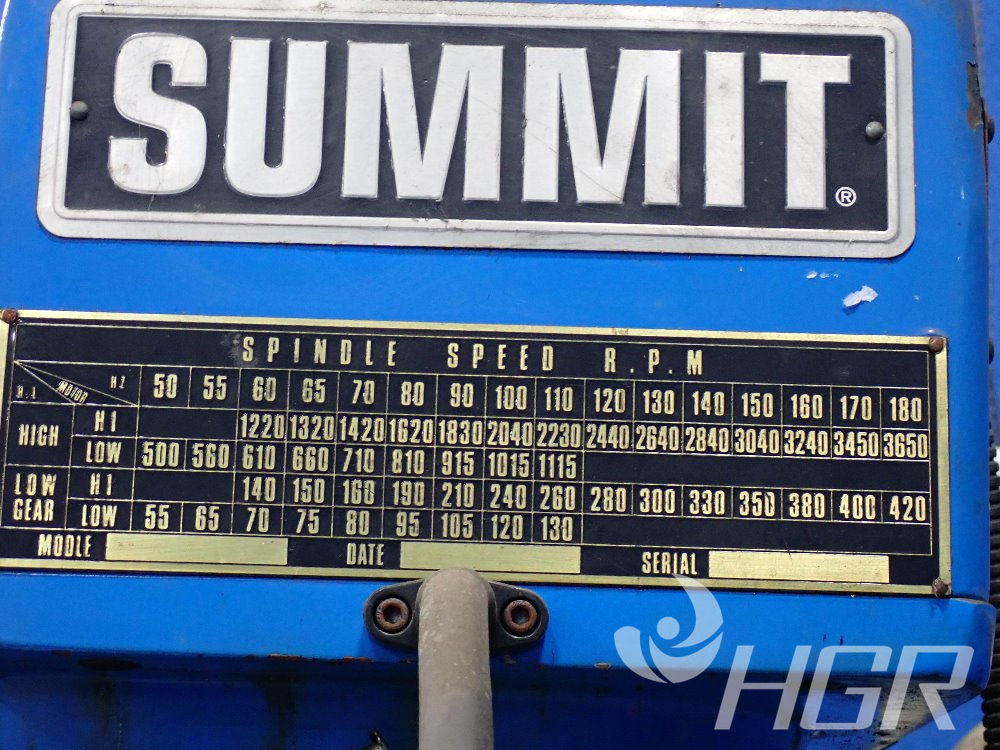 SUMMIT®
SPINDLE SPEED R.P.M
MOTOR HZ 50 55 60 65 70 80 90 100 110 120 130 140 150 160 170 180
HIGH HI 1220 1320 1420 1620 1830 2040 2230 2440 2640 2840 3040 3240 3450 3650
LOW 500 560 610 660 710 810 915 1015 1115
LOW GEAR HI 140 150 160 190 210 240 260 280 300 330 350 380 400 420
LOW 55 65 70 75 80 95 105 120 130
MODLE DATE SERIAL
HGR